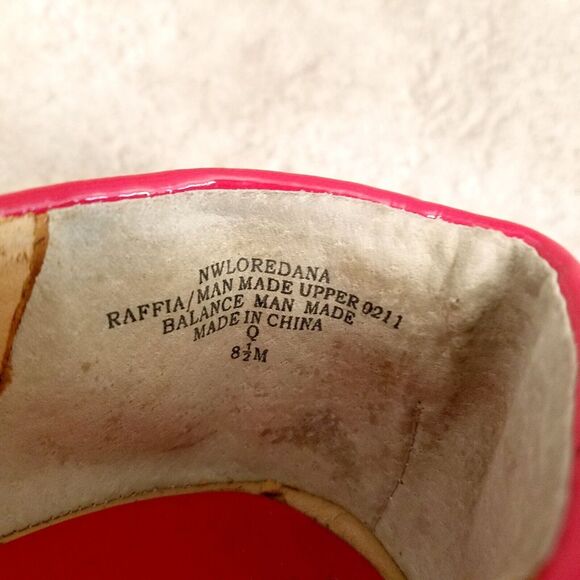 NWLOREDANA
RAFFIA/MAN MADE UPPER 0211
BALANCE MAN MADE
MADE IN CHINA
Q
8½M